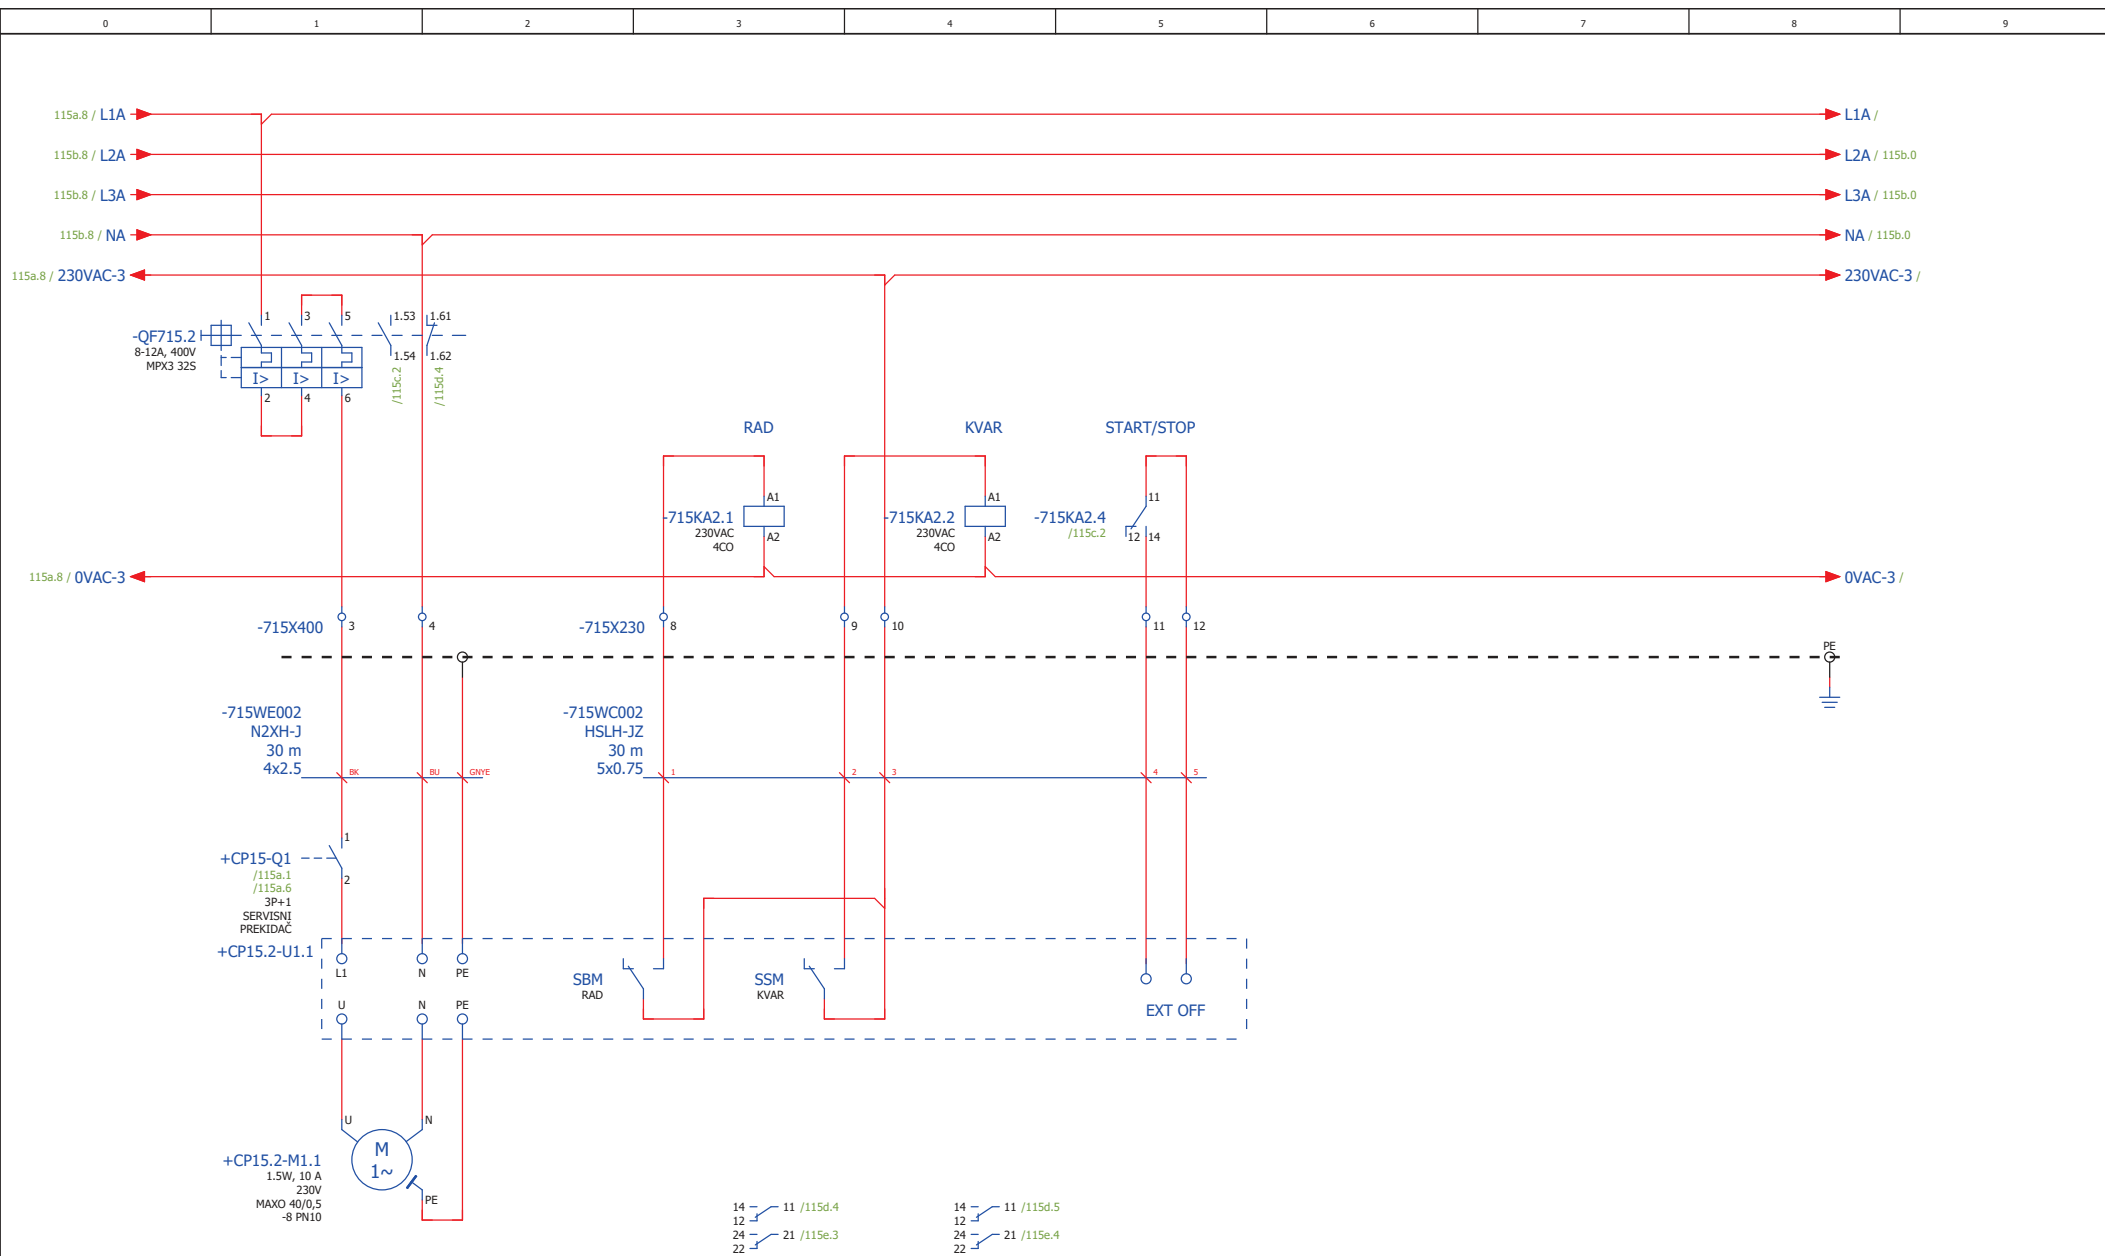 0 1 2 3 4 5 6 7 8 9
115a.8 / L1A L1A /
115b.8 / L2A L2A / 115b.0
115b.8 / L3A L3A / 115b.0
115b.8 / NA NA / 115b.0
115a.8 / 230VAC-3 230VAC-3 /
1 3 5 1.53 1.61
-QF715.2
8-12A, 400V
MPX3 32S
1.54 1.62
I> I> I>
2 4 6
/115c.2
/115d.4
RAD KVAR START/STOP
A1 A1 11
-715KA2.1 -715KA2.2 -715KA2.4
230VAC 230VAC /115c.2
4CO 4CO
A2 A2 12 14
115a.8 / 0VAC-3 0VAC-3 /
-715X400 3 4 -715X230 8 9 10 11 12
PE
-715WE002 -715WC002
N2XH-J HSLH-JZ
30 m 30 m
4x2.5 5x0.75
BK BU GNYE 1 2 3 4 5
1
+CP15-Q1
/115a.1
/115a.6
2
3P+1
SERVISNI
PREKIDAČ
+CP15.2-U1.1
L1 N PE
SBM SSM
RAD KVAR
U N PE
EXT OFF
U N
M
1~
+CP15.2-M1.1
1.5W, 10 A
230V
MAXO 40/0,5
-8 PN10
PE
14 11 /115d.4 14 11 /115d.5
12 12
24 21 /115e.3 24 21 /115e.4
22 22